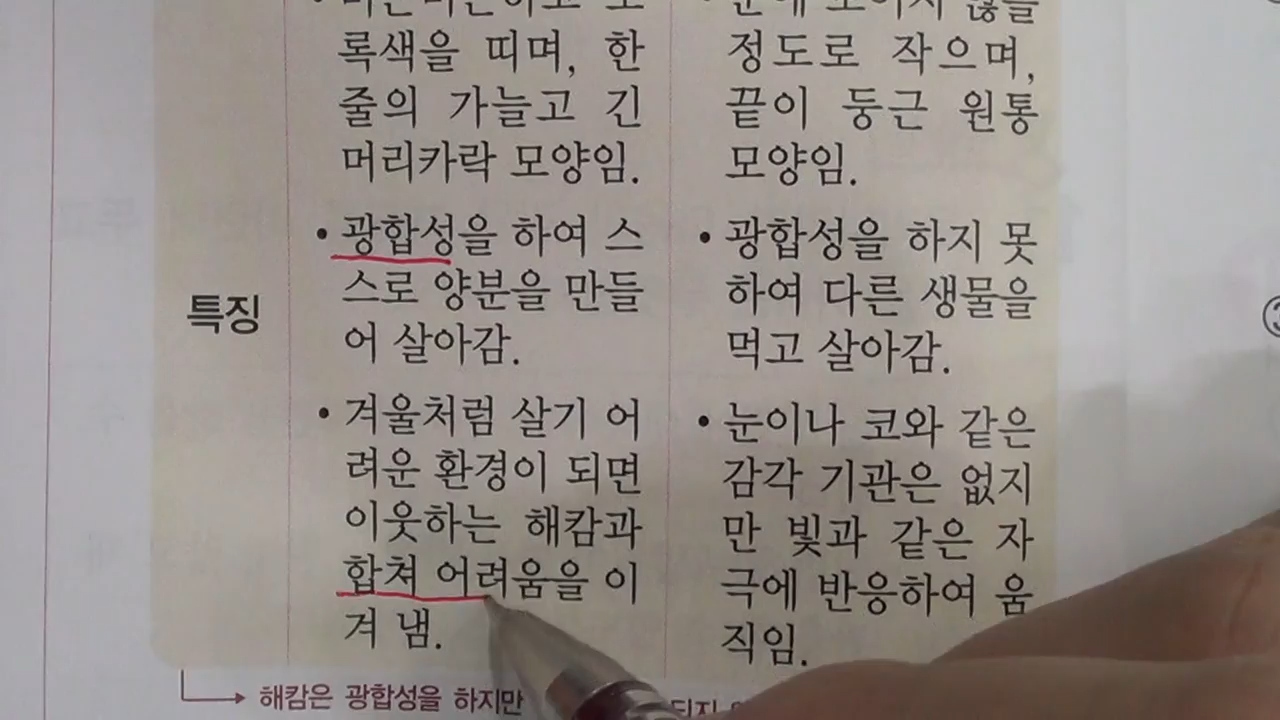 록색을 띠며, 한
줄의 가늘고 긴
머리카락 모양임.
• 광합성을 하여 스
스로 양분을 만들
어 살아감.
• 겨울처럼 살기 어
려운 환경이 되면
이웃하는 해캄과
합쳐 어려움을 이
겨 냄.
특징
정도로 작으며,
끝이 둥근 원통
모양임.
• 광합성을 하지 못
하여 다른 생물을
먹고 살아감.
• 눈이나 코와 같은
감각 기관은 없지
만 빛과 같은 자
극에 반응하여 움
직임.
해캄은 광합성을 하지만